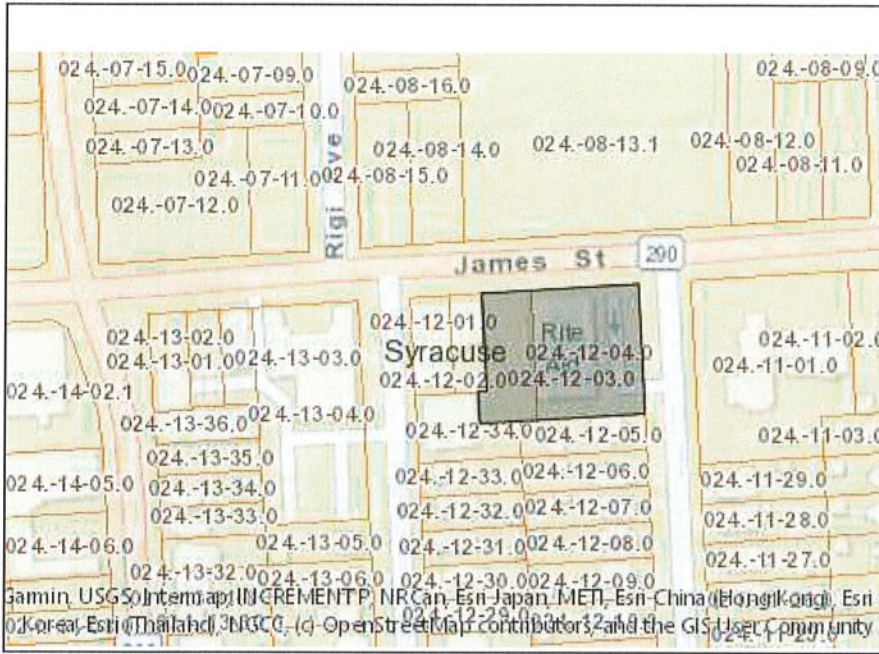 024.-07-15.0 024.-07-09.0 024.-08-16.0 024.-08-09.0
024.-07-14.0 024.-07-10.0
024.-07-13.0 024.-08-14.0 024.-08-13.1 024.-08-12.0
024.-07-11.0 024.-08-15.0 024.-08-11.0
024.-07-12.0
Rigi Ave
James St 290
024.-13-02.0 024.-12-01.0 Rite Aid 024.-11-02.0
024.-13-01.0 024.-13-03.0 Syracuse 024.-12-04.0 024.-11-01.0
024.-14-02.1 024.-12-02.0 024.-12-03.0
024.-13-36.0 024.-13-04.0 024.-12-34.0 024.-12-05.0 024.-11-03.0
024.-13-35.0 024.-12-33.0 024.-12-06.0 024.-11-29.0
024.-14-05.0 024.-13-34.0
024.-13-33.0 024.-12-32.0 024.-12-07.0 024.-11-28.0
024.-14-06.0 024.-13-05.0 024.-12-31.0 024.-12-08.0 024.-11-27.0
024.-13-32.0 024.-13-06.0 024.-12-30.0 024.-12-09.0
Garmin, USGS, Intermap, INCREMENT P, NRCan, Esri Japan, METI, Esri China (Hong Kong), Esri
024.-12-29.0
Korea, Esri (Thailand), NGCC, (c) OpenStreetMap contributors, and the GIS User Community